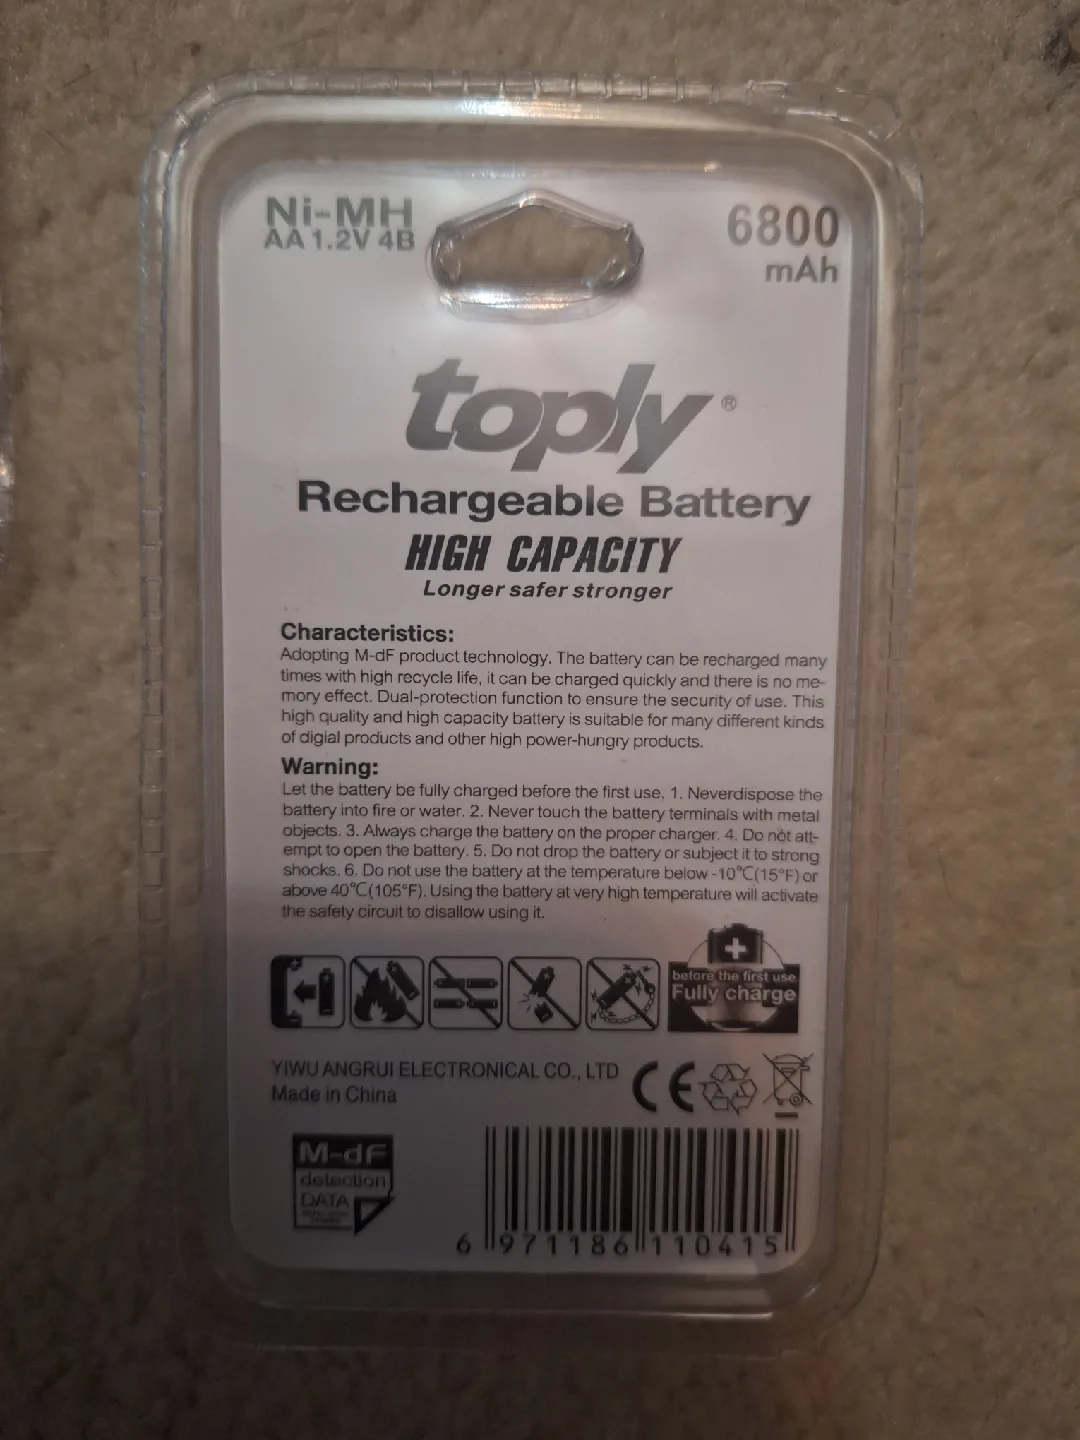 Ni-MH
AA 1.2V 4B
6800
mAh
toply®
Rechargeable Battery
HIGH CAPACITY
Longer safer stronger
Characteristics:
Adopting M-dF product technology. The battery can be recharged many
times with high recycle life, it can be charged quickly and there is no me-
mory effect. Dual-protection function to ensure the security of use. This
high quality and high capacity battery is suitable for many different kinds
of digial products and other high power-hungry products.
Warning:
Let the battery be fully charged before the first use. 1. Neverdispose the
battery into fire or water. 2. Never touch the battery terminals with metal
objects. 3. Always charge the battery on the proper charger. 4. Do not att-
empt to open the battery. 5. Do not drop the battery or subject it to strong
shocks. 6. Do not use the battery at the temperature below -10℃(15°F) or
above 40℃(105°F). Using the battery at very high temperature will activate
the safety circuit to disallow using it.
before the first use
Fully charge
YIWU ANGRUI ELECTRONICAL CO., LTD
Made in China
CE
M-dF
detection
DATA
6 971186 110415